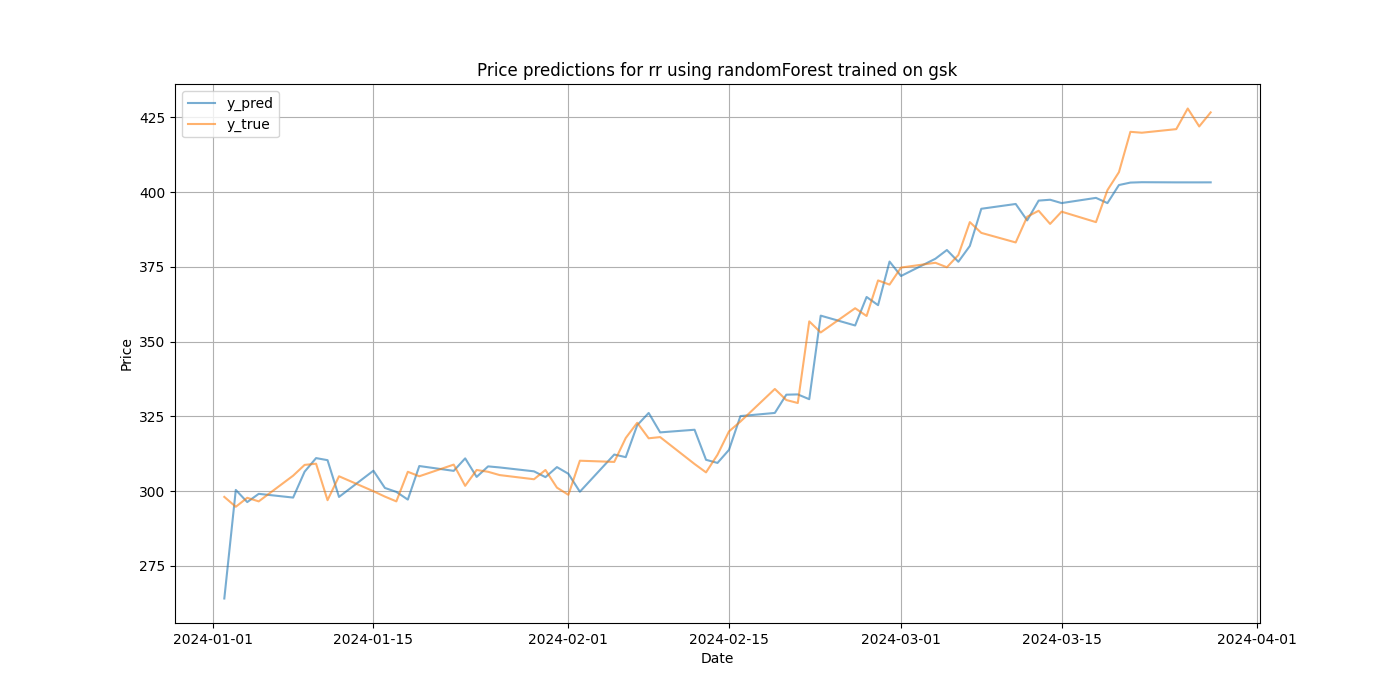 Price predictions for rr using randomForest trained on gsk
y_pred
y_true
425
400
375
350
325
300
275
Price
2024-01-01 2024-01-15 2024-02-01 2024-02-15 2024-03-01 2024-03-15 2024-04-01
Date